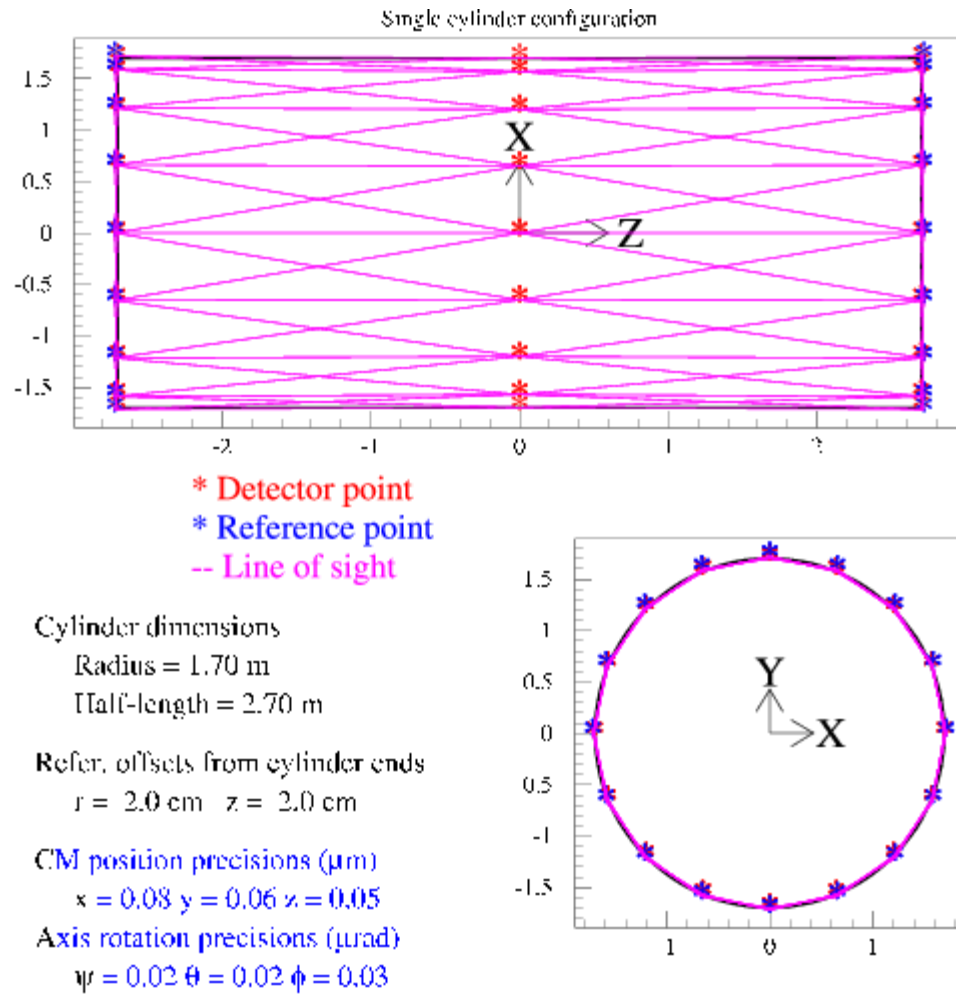 Single cylinder configuration
1.5
1
0.5
0
-0.5
-1
-1.5
X
Z
-2
-1
0
1
* Detector point
* Reference point
-- Line of sight
Cylinder dimensions
Radius = 1.70 m
Half-length = 2.70 m
Refer. offsets from cylinder ends
r = 2.0 cm z = 2.0 cm
CM position precisions (μm)
x = 0.08 y = 0.06 z = 0.05
Axis rotation precisions (μrad)
ψ = 0.02 θ = 0.02 ϕ = 0.03
1.5
1
0.5
0
0.5
-1
-1.5
Y
X
1
0
1